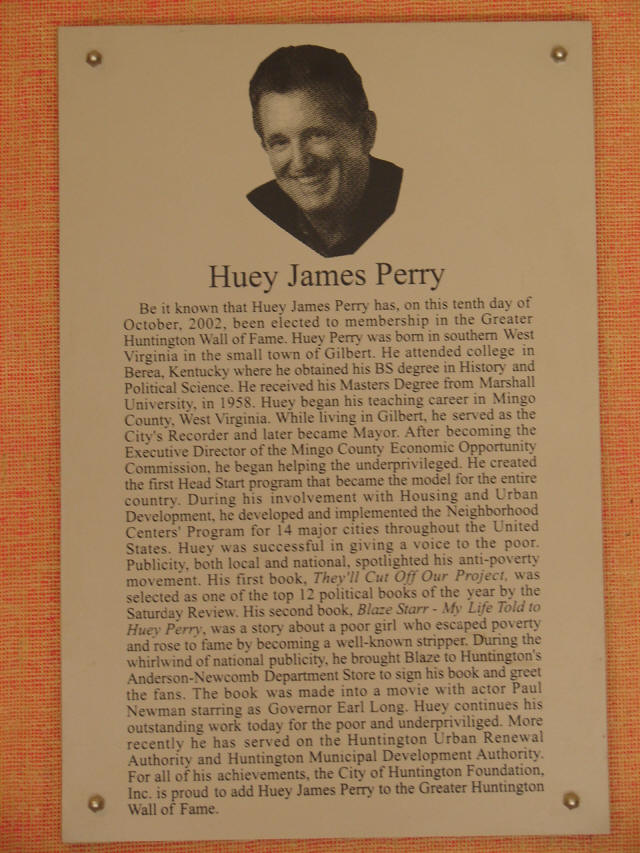 Huey James Perry
Be it known that Huey James Perry has, on this tenth day of
October, 2002, been elected to membership in the Greater
Huntington Wall of Fame. Huey Perry was born in southern West
Virginia in the small town of Gilbert. He attended college in
Berea, Kentucky where he obtained his BS degree in History and
Political Science. He received his Masters Degree from Marshall
University, in 1958. Huey began his teaching career in Mingo
County, West Virginia. While living in Gilbert, he served as the
City's Recorder and later became Mayor. After becoming the
Executive Director of the Mingo County Economic Opportunity
Commission, he began helping the underprivileged. He created
the first Head Start program that became the model for the entire
country. During his involvement with Housing and Urban
Development, he developed and implemented the Neighborhood
Centers' Program for 14 major cities throughout the United
States. Huey was successful in giving a voice to the poor.
Publicity, both local and national, spotlighted his anti-poverty
movement. His first book, They'll Cut Off Our Project, was
selected as one of the top 12 political books of the year by the
Saturday Review. His second book, Blaze Starr - My Life Told to
Huey Perry, was a story about a poor girl who escaped poverty
and rose to fame by becoming a well-known stripper. During the
whirlwind of national publicity, he brought Blaze to Huntington's
Anderson-Newcomb Department Store to sign his book and greet
the fans. The book was made into a movie with actor Paul
Newman starring as Governor Earl Long. Huey continues his
outstanding work today for the poor and underpriviliged. More
recently he has served on the Huntington Urban Renewal
Authority and Huntington Municipal Development Authority.
For all of his achievements, the City of Huntington Foundation,
Inc. is proud to add Huey James Perry to the Greater Huntington
Wall of Fame.